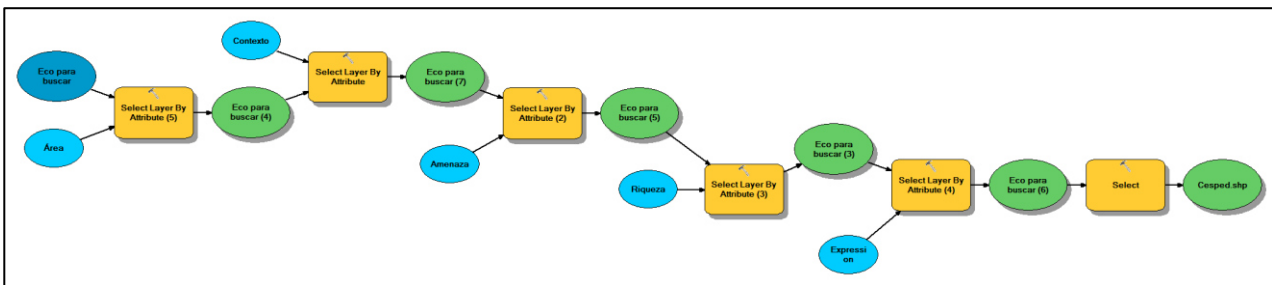 Eco para
buscar
Área
Select Layer By
Attribute (5)
Eco para
buscar (4)
Contexto
Select Layer By
Attribute
Eco para
buscar (7)
Amenaza
Select Layer By
Attribute (2)
Eco para
buscar (5)
Riqueza
Select Layer By
Attribute (3)
Eco para
buscar (3)
Expressi
on
Select Layer By
Attribute (4)
Eco para
buscar (6)
Select
Cesped.shp